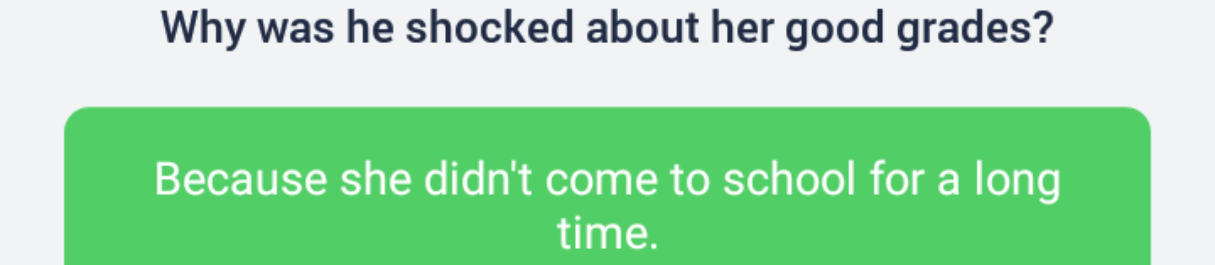 Why was he shocked about her good grades?
Because she didn't come to school for a long
time.